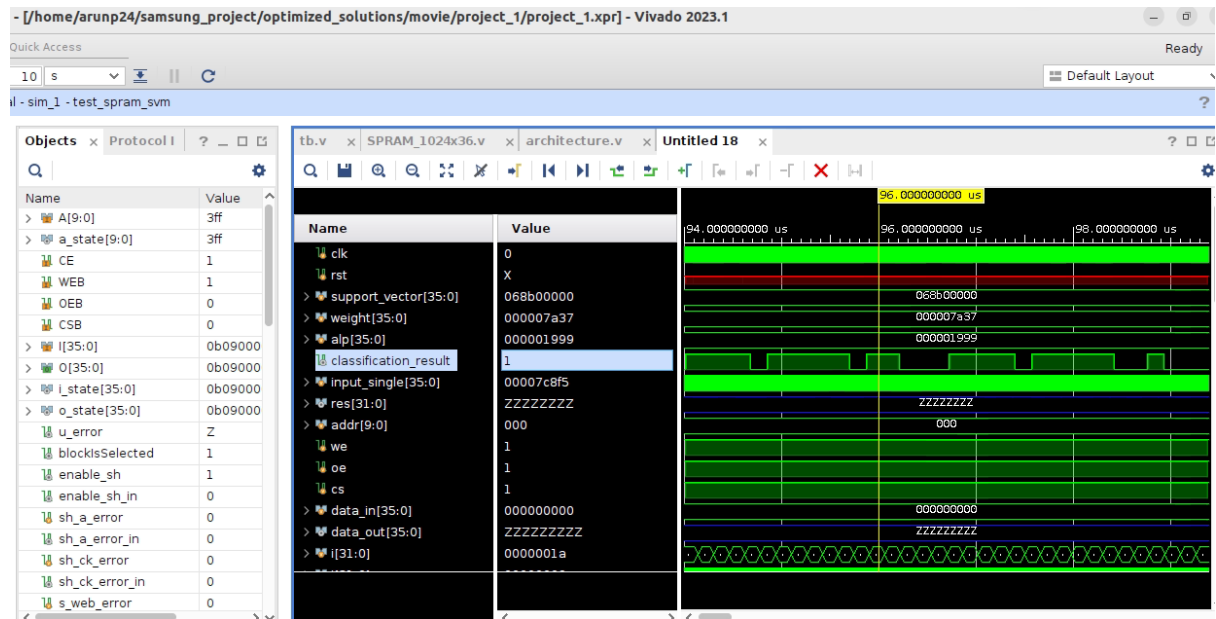 - [/home/arunp24/samsung_project/optimized_solutions/movie/project_1/project_1.xpr] - Vivado 2023.1
Quick Access
Ready
10 s
Default Layout
- sim_1 - test_spram_svm
?
Objects x Protocol I ? _
Name Value
A[9:0] 3ff
a_state[9:0] 3ff
CE 1
WEB 1
OEB 0
CSB 0
I[35:0] 0b09000
O[35:0] 0b09000
i_state[35:0] 0b09000
o_state[35:0] 0b09000
u_error Z
blockIsSelected 1
enable_sh 1
enable_sh_in 0
sh_a_error 0
sh_a_error_in 0
sh_ck_error 0
sh_ck_error_in 0
s_web_error 0
tb.v x SPRAM_1024x36.v x architecture.v x Untitled 18 x ?
96.000000000 us
Name Value
94.000000000 us 96.000000000 us 98.000000000 us
clk 0
rst X
support_vector[35:0] 068b00000 068b00000
weight[35:0] 000007a37 000007a37
alp[35:0] 000001999 000001999
classification_result 1
input_single[35:0] 00007c8f5
res[31:0] ZZZZZZZZ ZZZZZZZZ
addr[9:0] 000 000
we 1
oe 1
cs 1
data_in[35:0] 000000000 000000000
data_out[35:0] ZZZZZZZZZ ZZZZZZZZZ
i[31:0] 0000001a